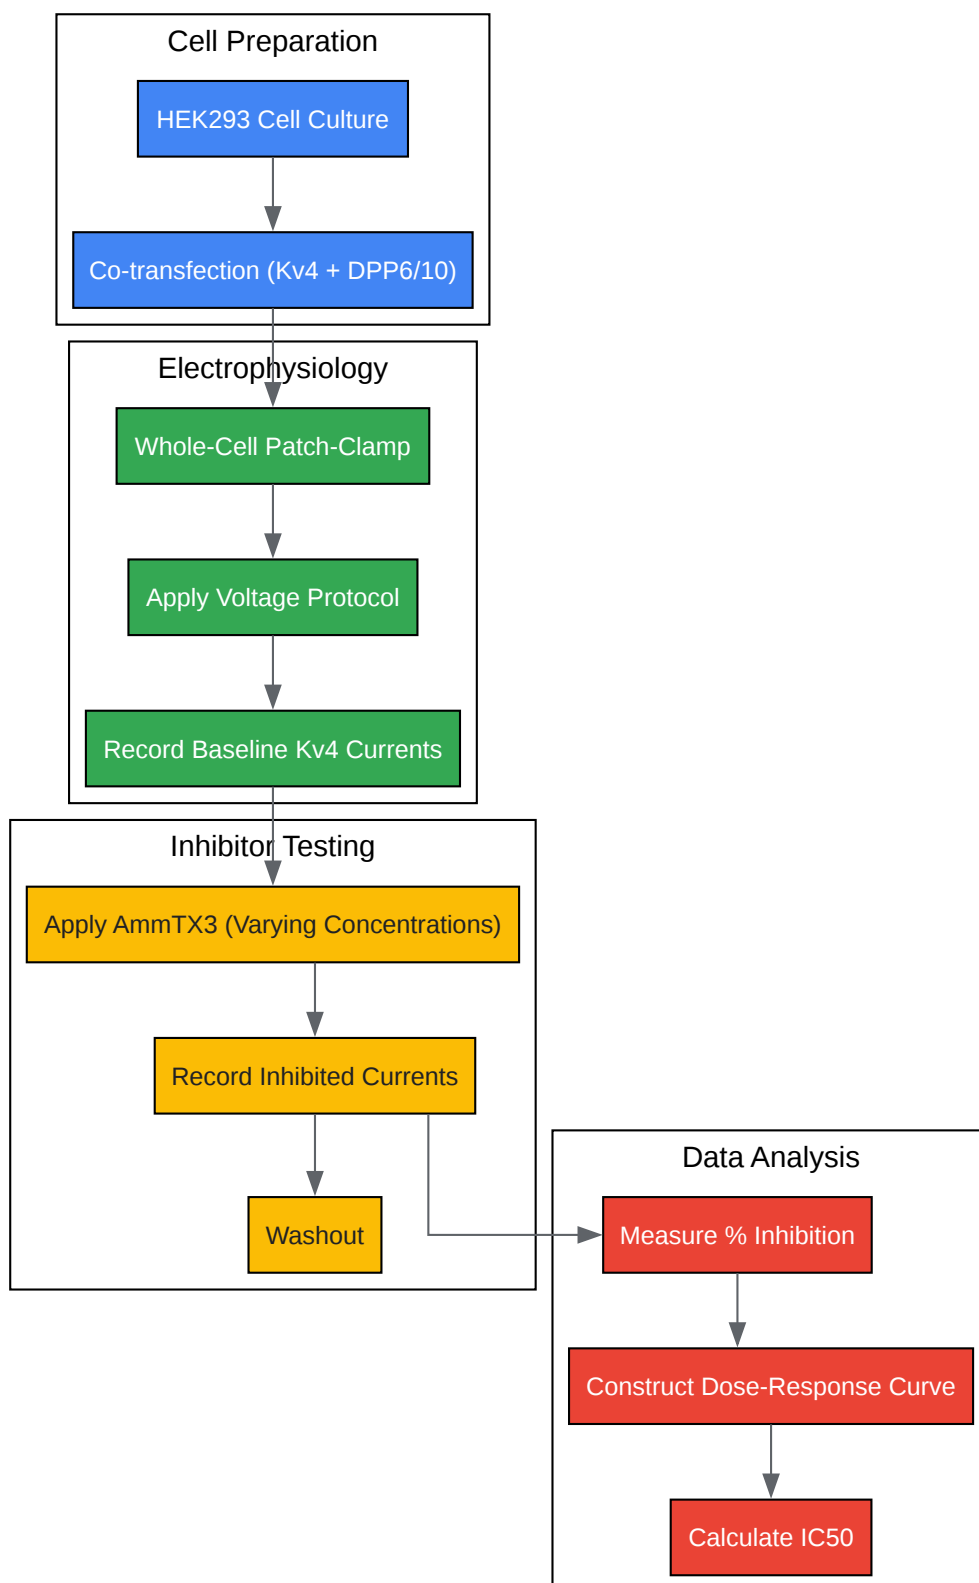 Cell Preparation
HEK293 Cell Culture
Co-transfection (Kv4 + DPP6/10)
Electrophysiology
Whole-Cell Patch-Clamp
Apply Voltage Protocol
Record Baseline Kv4 Currents
Inhibitor Testing
Apply AmmTX3 (Varying Concentrations)
Record Inhibited Currents
Washout
Data Analysis
Measure % Inhibition
Construct Dose-Response Curve
Calculate IC50